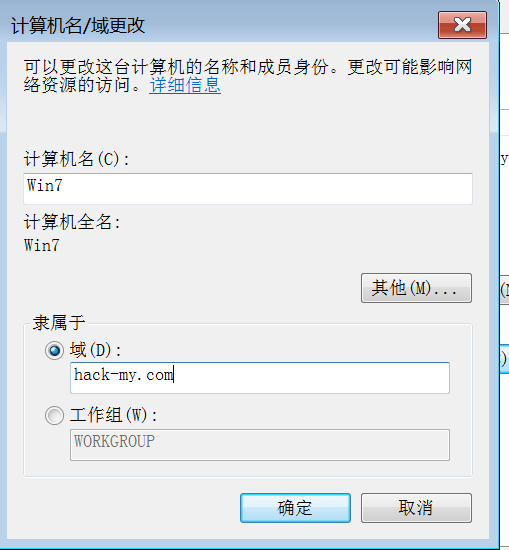 计算机名/域更改
可以更改这台计算机的名称和成员身份。更改可能影响网
络资源的访问。详细信息
计算机名(C):
Win7
计算机全名:
Win7
其他(M)...
隶属于
域(D):
hack-my.com
工作组(W):
WORKGROUP
确定
取消